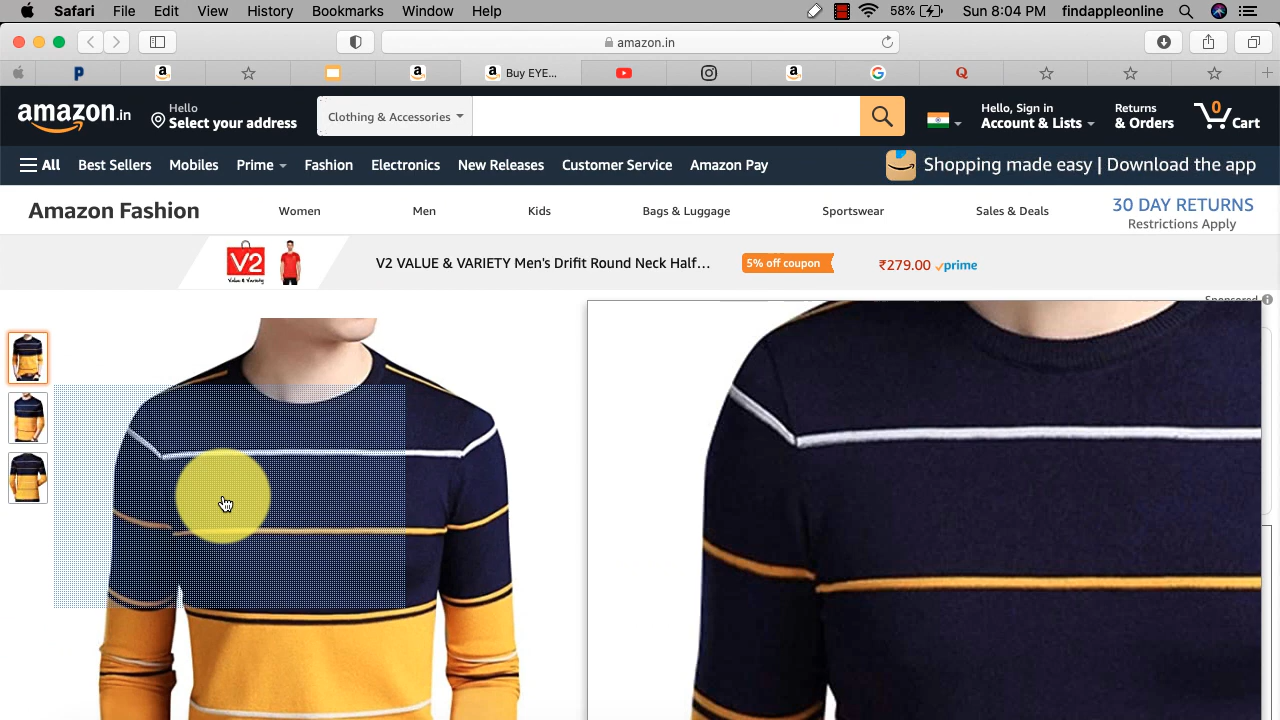 Safari File Edit View History Bookmarks Window Help 58% Sun 8:04 PM findappleonline
amazon.in
Buy EYE...
amazon.in
Hello
Select your address
Clothing & Accessories
Hello, Sign in
Account & Lists
Returns
& Orders
0
Cart
All Best Sellers Mobiles Prime Fashion Electronics New Releases Customer Service Amazon Pay Shopping made easy | Download the app
Amazon Fashion Women Men Kids Bags & Luggage Sportswear Sales & Deals 30 DAY RETURNS
Restrictions Apply
V2
Value & Variety
V2 VALUE & VARIETY Men's Drifit Round Neck Half... 5% off coupon ₹279.00 prime
Sponsored